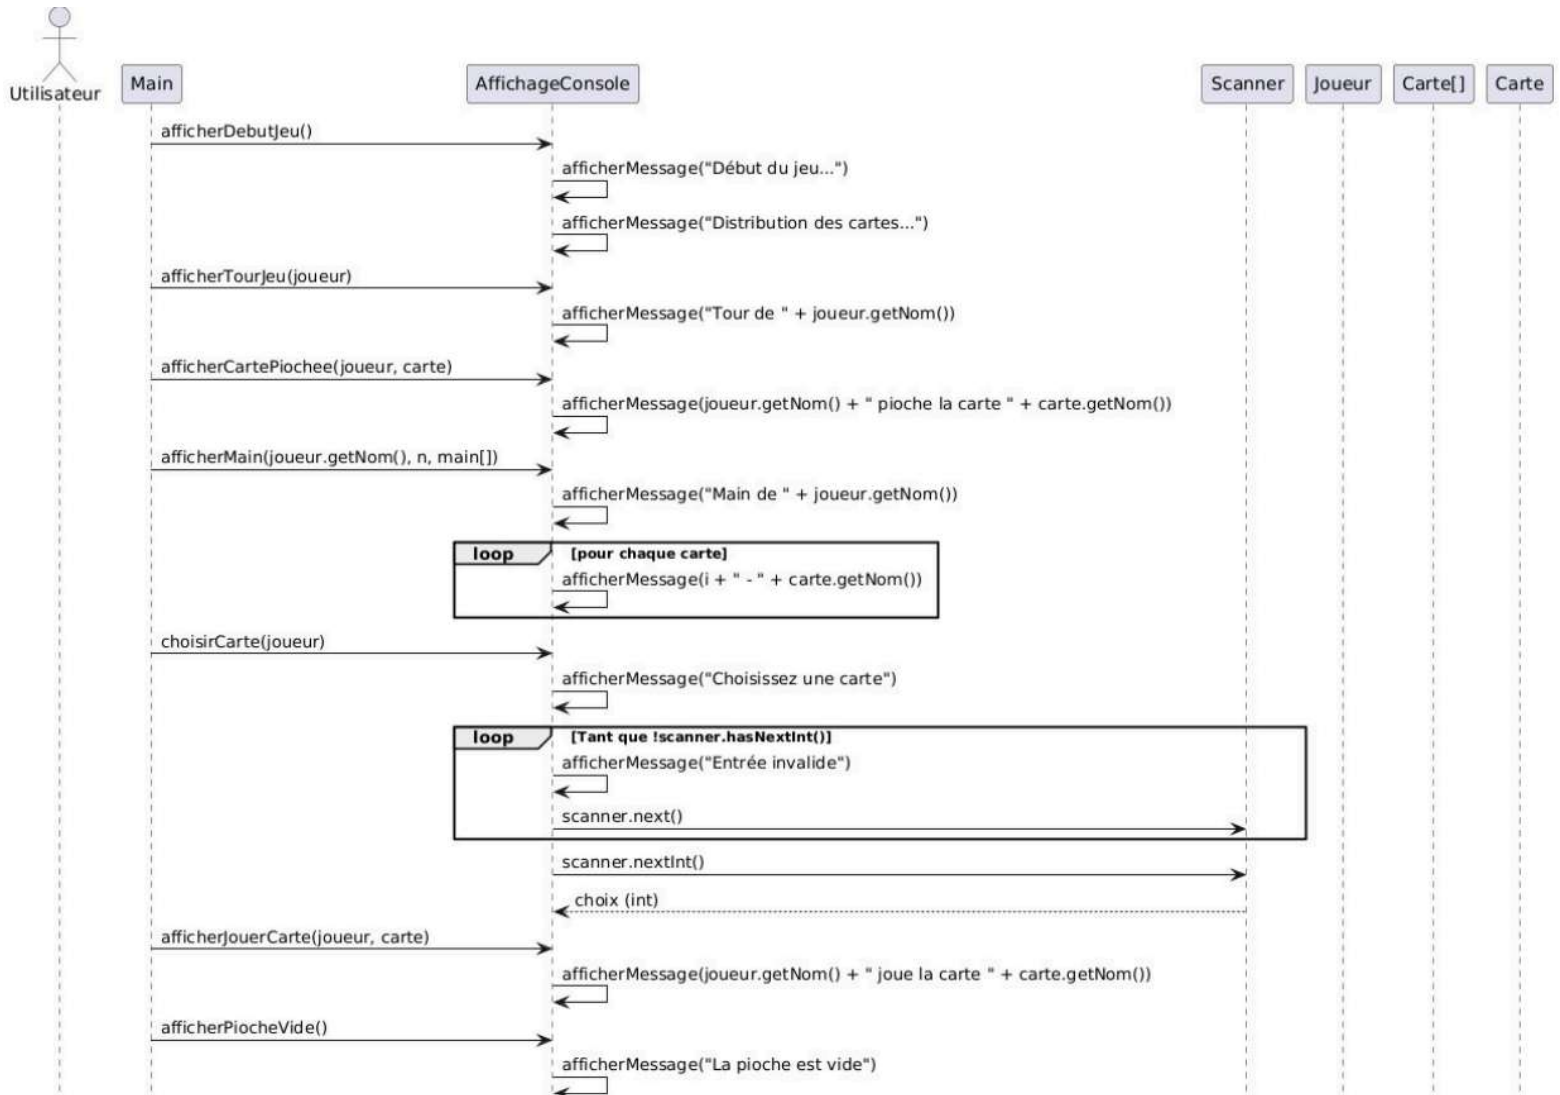 Utilisateur
Main
AffichageConsole
Scanner
Joueur
Carte[]
Carte
afficherDebutJeu()
afficherMessage("Début du jeu...")
afficherMessage("Distribution des cartes...")
afficherTourJeu(joueur)
afficherMessage("Tour de " + joueur.getNom())
afficherCartePiochee(joueur, carte)
afficherMessage(joueur.getNom() + " pioche la carte " + carte.getNom())
afficherMain(joueur.getNom(), n, main[])
afficherMessage("Main de " + joueur.getNom())
loop [pour chaque carte]
afficherMessage(i + " - " + carte.getNom())
choisirCarte(joueur)
afficherMessage("Choisissez une carte")
loop [Tant que !scanner.hasNextInt()]
afficherMessage("Entrée invalide")
scanner.next()
scanner.nextInt()
choix (int)
afficherJouerCarte(joueur, carte)
afficherMessage(joueur.getNom() + " joue la carte " + carte.getNom())
afficherPiocheVide()
afficherMessage("La pioche est vide")